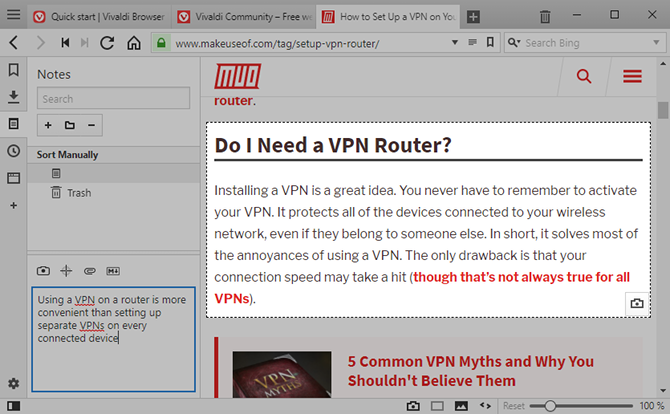 Quick start | Vivaldi Browser
Vivaldi Community – Free w
How to Set Up a VPN on You
www.makeuseof.com/tag/setup-vpn-router/
Search Bing
Notes
Search
Sort Manually
Trash
Using a VPN on a router is more
convenient than setting up
separate VPNs on every
connected device
MUO
router.
Do I Need a VPN Router?
Installing a VPN is a great idea. You never have to remember to activate
your VPN. It protects all of the devices connected to your wireless
network, even if they belong to someone else. In short, it solves most of
the annoyances of using a VPN. The only drawback is that your
connection speed may take a hit (though that's not always true for all
VPNs).
VPN
MYTHS
5 Common VPN Myths and Why You
Shouldn't Believe Them
Reset
100 %